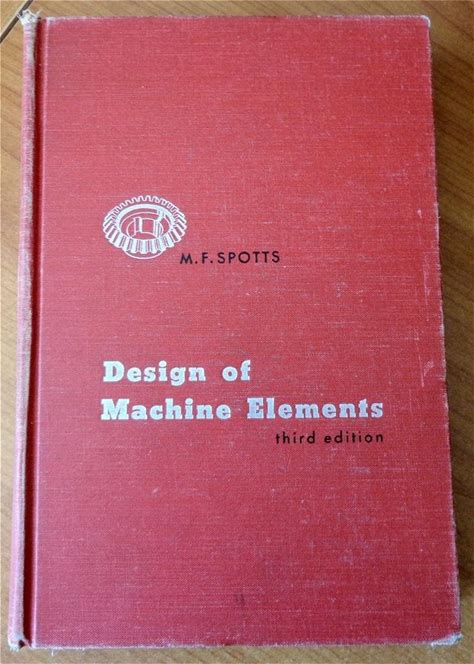 M.F.SPOTTS
Design of
Machine Elements
third edition